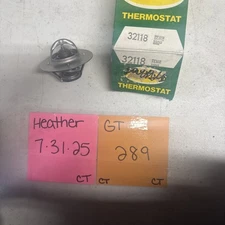 THERMOSTAT
32118
32118
THERMOSTAT
Heather
7.31.25
CT
GT
289
CT
CT